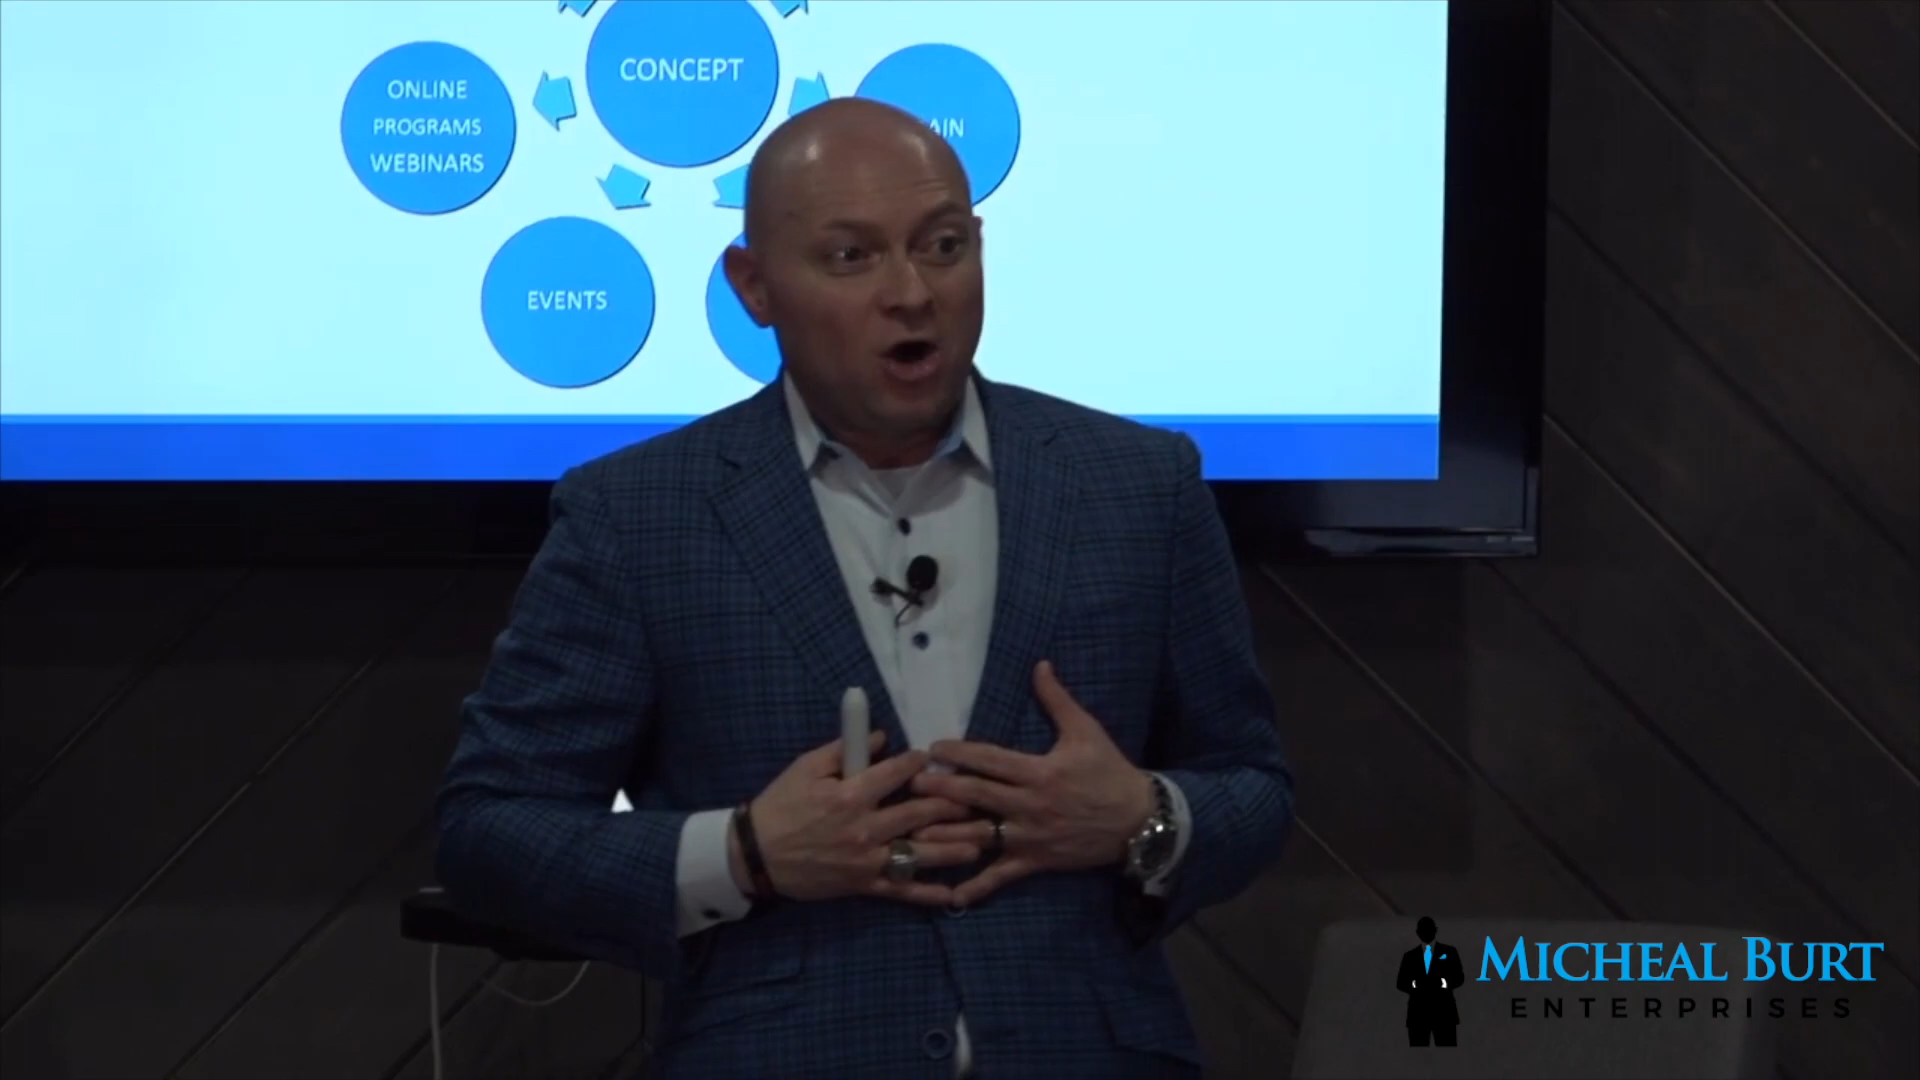 CONCEPT
ONLINE
PROGRAMS
WEBINARS
EVENTS
MICHEAL BURT
ENTERPRISES